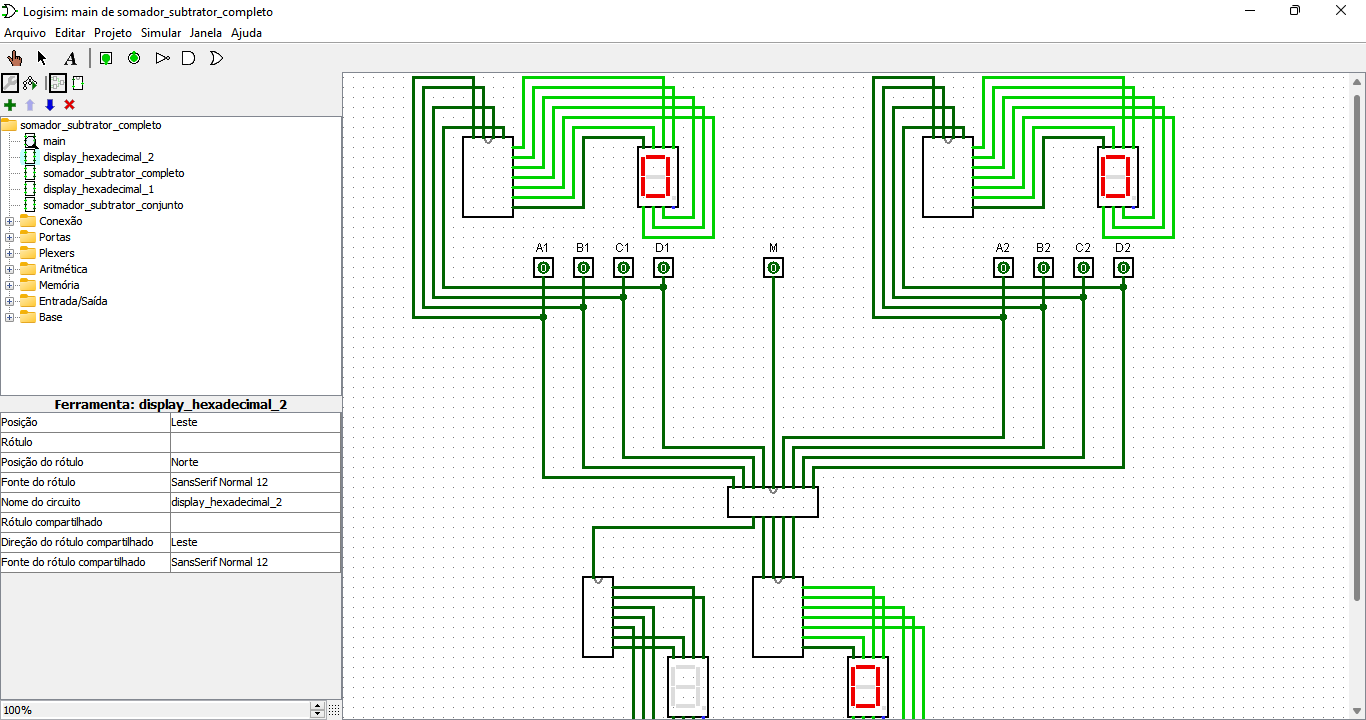 Logisim: main de somador_subtrator_completo
Arquivo Editar Projeto Simular Janela Ajuda
A
somador_subtrator_completo
main
display_hexadecimal_2
somador_subtrator_completo
display_hexadecimal_1
somador_subtrator_conjunto
Conexão
Portas
Plexers
Aritmética
Memória
Entrada/Saída
Base
Ferramenta: display_hexadecimal_2
Posição Leste
Rótulo
Posição do rótulo Norte
Fonte do rótulo SansSerif Normal 12
Nome do circuito display_hexadecimal_2
Rótulo compartilhado
Direção do rótulo compartilhado Leste
Fonte do rótulo compartilhado SansSerif Normal 12
100%
0 0
A1 B1 C1 D1 M A2 B2 C2 D2
0 0 0 0 0 0 0 0 0
0